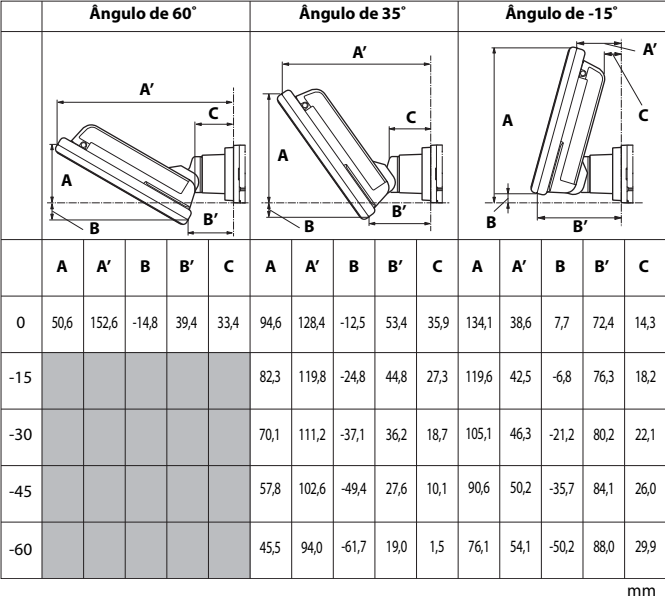 Ângulo de 60˚ Ângulo de 35˚ Ângulo de -15˚
A′ C A B B′
A′ C A B B′
A′ C A B B′
A A′ B B′ C A A′ B B′ C A A′ B B′ C
0 50,6 152,6 -14,8 39,4 33,4 94,6 128,4 -12,5 53,4 35,9 134,1 38,6 7,7 72,4 14,3
-15 82,3 119,8 -24,8 44,8 27,3 119,6 42,5 -6,8 76,3 18,2
-30 70,1 111,2 -37,1 36,2 18,7 105,1 46,3 -21,2 80,2 22,1
-45 57,8 102,6 -49,4 27,6 10,1 90,6 50,2 -35,7 84,1 26,0
-60 45,5 94,0 -61,7 19,0 1,5 76,1 54,1 -50,2 88,0 29,9
mm